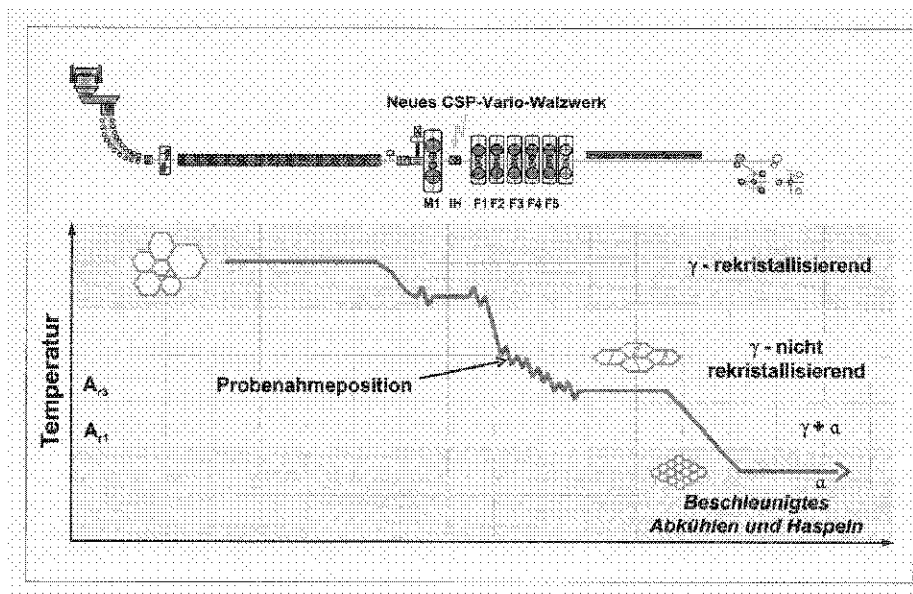 Neues CSP-Vario-Walzwerk
M1 IH F1 F2 F3 F4 F5
γ - rekristallisierend
γ - nicht
rekristallisierend
Probenahmeposition
Temperatur
Ar3
Ar1
γ + α
α
Beschleunigtes
Abkühlen und Haspeln